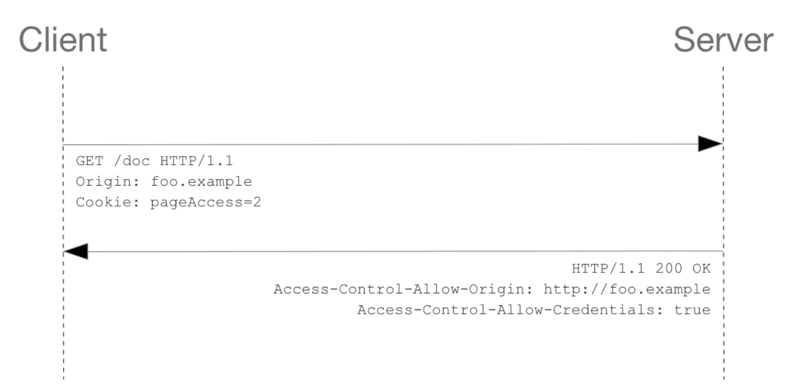 Client
Server
GET /doc HTTP/1.1
Origin: foo.example
Cookie: pageAccess=2
HTTP/1.1 200 OK
Access-Control-Allow-Origin: http://foo.example
Access-Control-Allow-Credentials: true